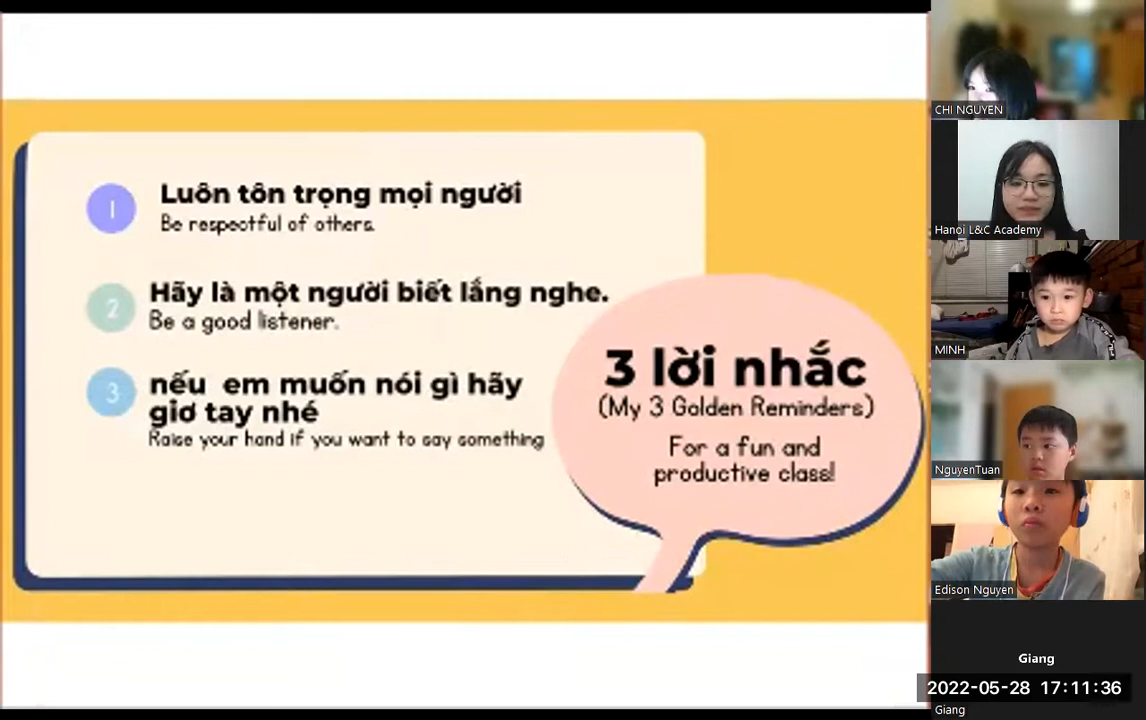 1
Luôn tôn trọng mọi người
Be respectful of others.
2
Hãy là một người biết lắng nghe.
Be a good listener.
3
nếu em muốn nói gì hãy
giơ tay nhé
Raise your hand if you want to say something
3 lời nhắc
(My 3 Golden Reminders)
For a fun and
productive class!
CHI NGUYEN
Hanoi L&C Academy
MINH
NguyenTuan
Edison Nguyen
Giang
2022-05-28 17:11:36
Giang